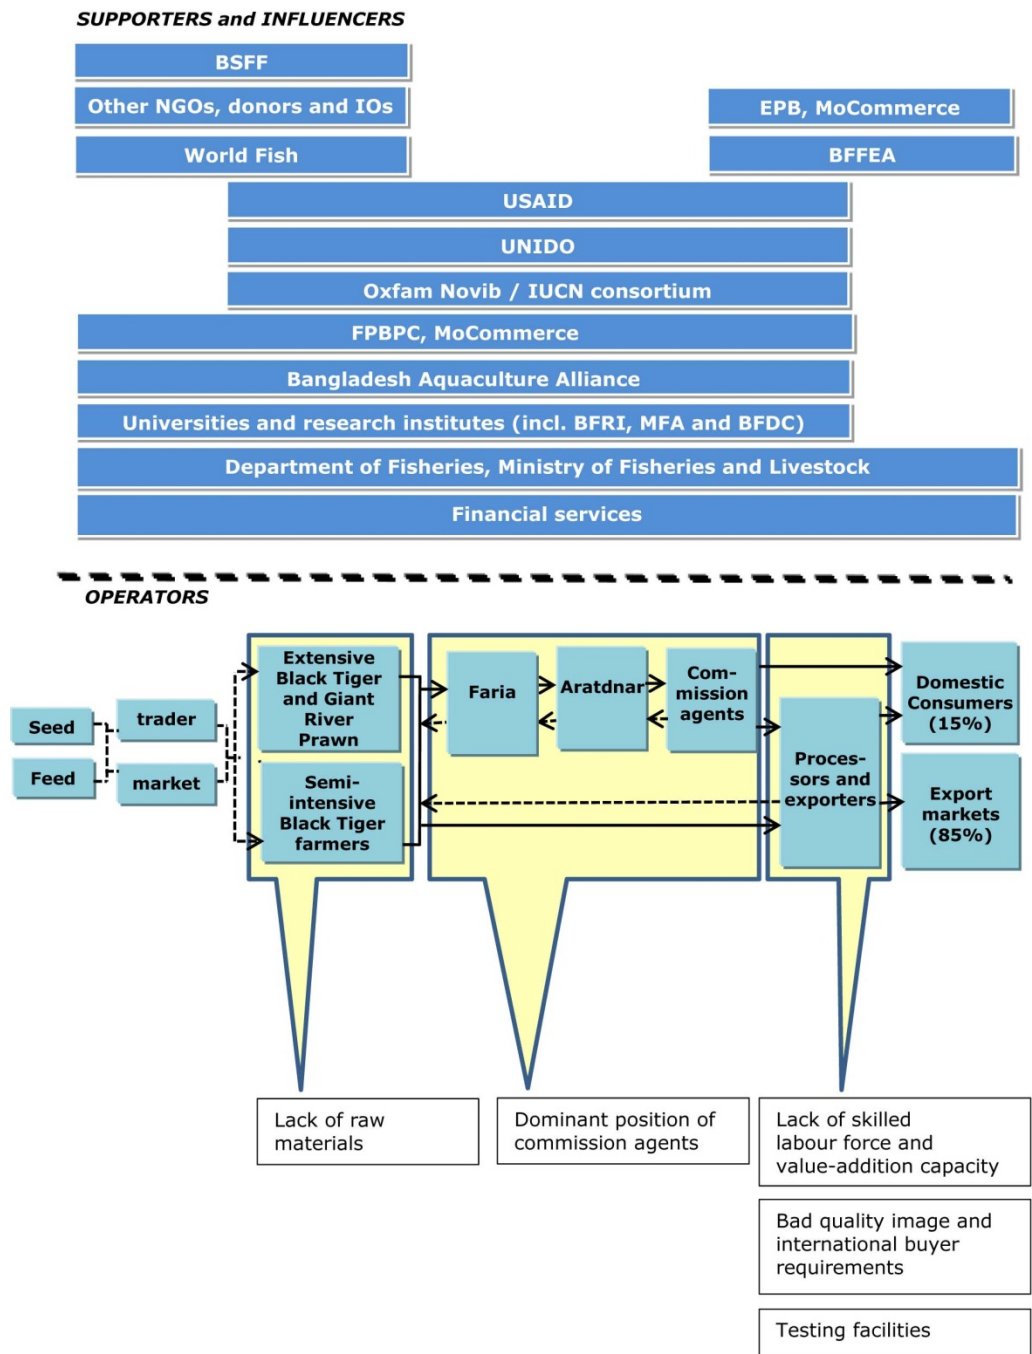 SUPPORTERS and INFLUENCERS
BSFF
Other NGOs, donors and IOs
EPB, MoCommerce
World Fish
BFFEA
USAID
UNIDO
Oxfam Novib / IUCN consortium
FPBPC, MoCommerce
Bangladesh Aquaculture Alliance
Universities and research institutes (incl. BFRI, MFA and BFDC)
Department of Fisheries, Ministry of Fisheries and Livestock
Financial services
OPERATORS
Seed
Feed
trader
market
Extensive
Black Tiger
and Giant
River
Prawn
Semi-
intensive
Black Tiger
farmers
Faria
Aratdnar
Com-
mission
agents
Proces-
sors and
exporters
Domestic
Consumers
(15%)
Export
markets
(85%)
Lack of raw
materials
Dominant position of
commission agents
Lack of skilled
labour force and
value-addition capacity
Bad quality image and
international buyer
requirements
Testing facilities